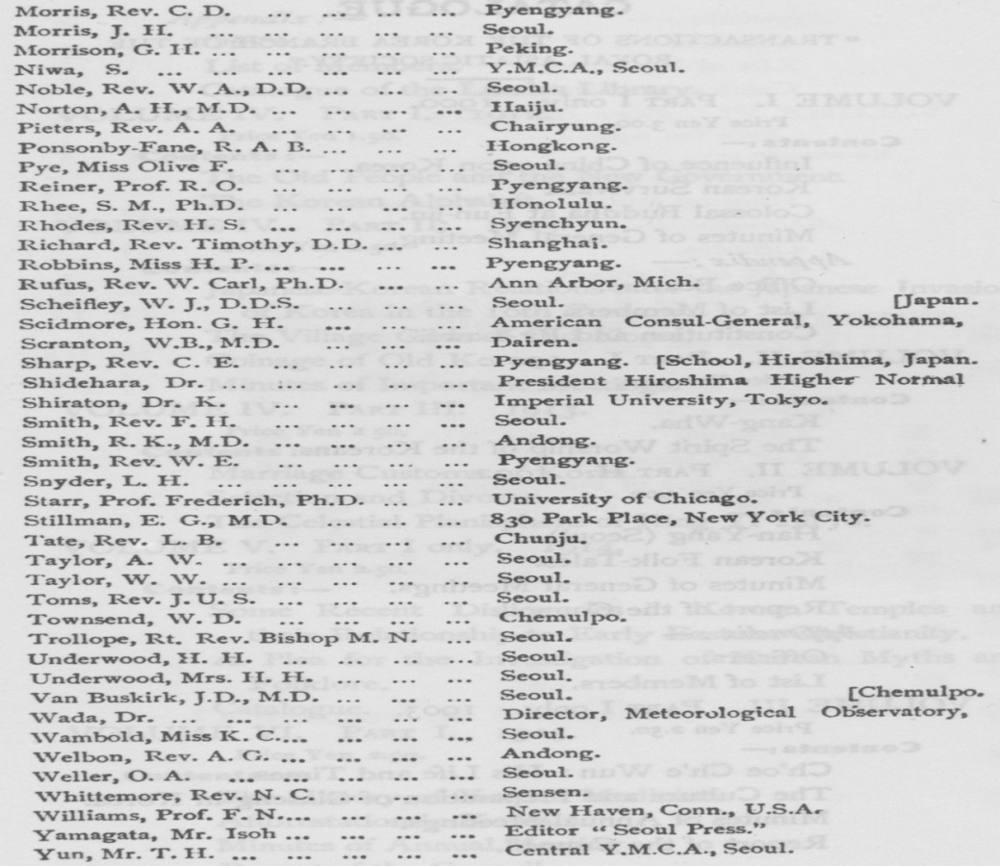 Morris, Rev. C. D. ... ... ... Pyengyang.
Morris, J. H. ... ... ... ... Seoul.
Morrison, G. H. ... ... ... Peking.
Niwa, S. ... ... ... ... ... Y.M.C.A., Seoul.
Noble, Rev. W. A., D.D. ... ... ... Seoul.
Norton, A. H., M.D. ... ... ... Haiju.
Pieters, Rev. A. A. ... ... ... Chairyung.
Ponsonby-Fane, R. A. B. ... ... ... Hongkong.
Pye, Miss Olive F. ... ... ... Seoul.
Reiner, Prof. R. O. ... ... ... Pyengyang.
Rhee, S. M., Ph.D. ... ... ... Honolulu.
Rhodes, Rev. H. S. ... ... ... Syenchyun.
Richard, Rev. Timothy, D.D. ... ... ... Shanghai.
Robbins, Miss H. P. ... ... ... Pyengyang.
Rufus, Rev. W. Carl, Ph.D. ... ... Ann Arbor, Mich.
Scheifley, W. J., D.D.S. ... ... ... Seoul. [Japan.
Scidmore, Hon. G. H. ... ... ... American Consul General, Yokohama,
Scranton, W.B., M.D. ... ... ... Dairen.
Sharp, Rev. C. E. ... ... ... ... Pyengyang. [School, Hiroshima, Japan.
Shidehara, Dr. ... ... ... ... President Hiroshima Higher Normal
Shiraton, Dr. K. ... ... ... ... Imperial University, Tokyo.
Smith, Rev. F. H. ... ... ... ... Seoul.
Smith, R. K., M.D. ... ... ... Andong.
Smith, Rev. W. E. ... ... ... Pyengyang.
Snyder, L. H. ... ... ... ... Seoul.
Starr, Prof. Frederich, Ph.D. ... ... University of Chicago.
Stillman, E. G., M.D. ... ... ... 830 Park Place, New York City.
Tate, Rev. L. B. ... ... ... ... Chunju.
Taylor, A. W. ... ... ... ... Seoul.
Taylor, W. W. ... ... ... ... Seoul.
Toms, Rev. J. U. S. ... ... ... Seoul.
Townsend, W. D. ... ... ... ... Chemulpo.
Trollope, Rt. Rev. Bishop M. N. ... Seoul.
Underwood, H. H. ... ... ... ... Seoul.
Underwood, Mrs. H. H. ... ... ... Seoul.
Van Buskirk, J.D., M.D. ... ... ... Seoul. [Chemulpo.
Wada, Dr. ... ... ... ... ... Director, Meteorological Observatory,
Wambold, Miss K. C. ... ... ... ... Seoul.
Welbon, Rev. A. G. ... ... ... ... Andong.
Weller, O. A. ... ... ... ... Seoul.
Whittemore, Rev. N. C. ... ... ... Sensen.
Williams, Prof. F. N. ... ... ... ... New Haven, Conn., U.S.A.
Yamagata, Mr. Isoh ... ... ... ... Editor "Seoul Press."
Yun, Mr. T. H. ... ... ... ... Central Y.M.C.A., Seoul.